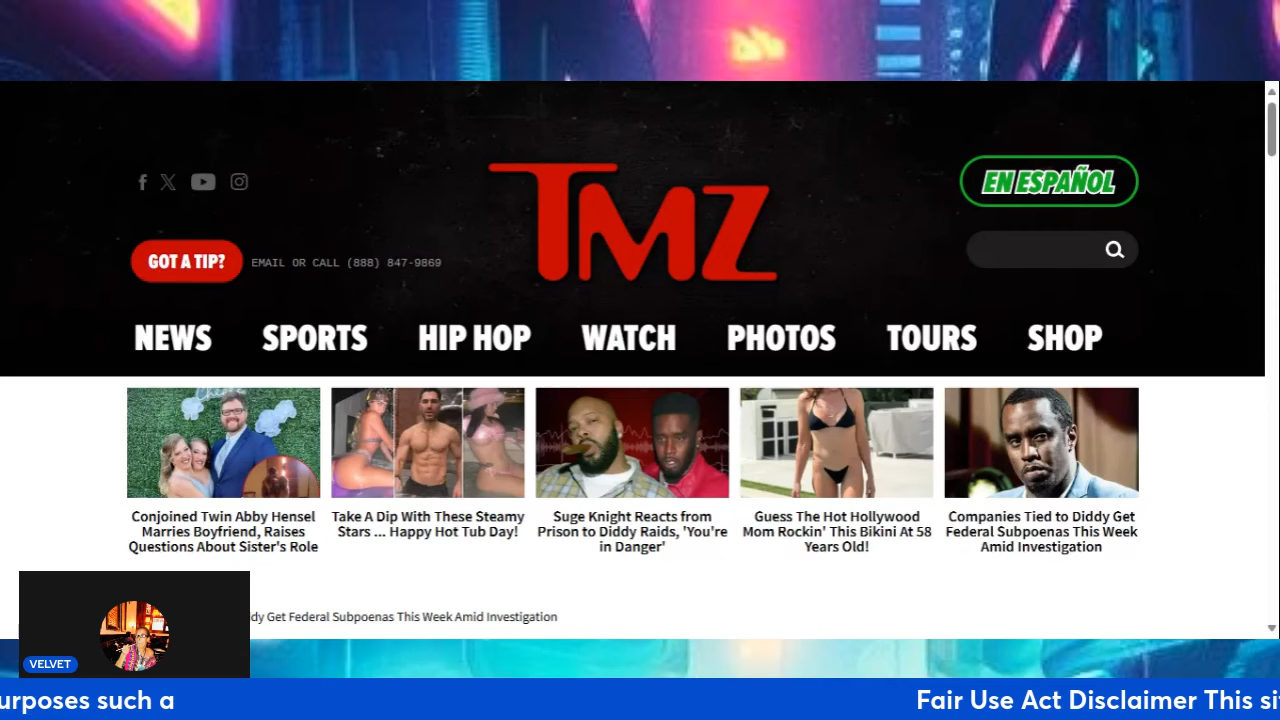 TMZ
EN ESPAÑOL
GOT A TIP?
EMAIL OR CALL (888) 847-9869
NEWS SPORTS HIP HOP WATCH PHOTOS TOURS SHOP
Conjoined Twin Abby Hensel
Marries Boyfriend, Raises
Questions About Sister's Role
Take A Dip With These Steamy
Stars ... Happy Hot Tub Day!
Suge Knight Reacts from
Prison to Diddy Raids, 'You're
in Danger'
Guess The Hot Hollywood
Mom Rockin' This Bikini At 58
Years Old!
Companies Tied to Diddy Get
Federal Subpoenas This Week
Amid Investigation
ddy Get Federal Subpoenas This Week Amid Investigation
VELVET
urposes such a
Fair Use Act Disclaimer This si